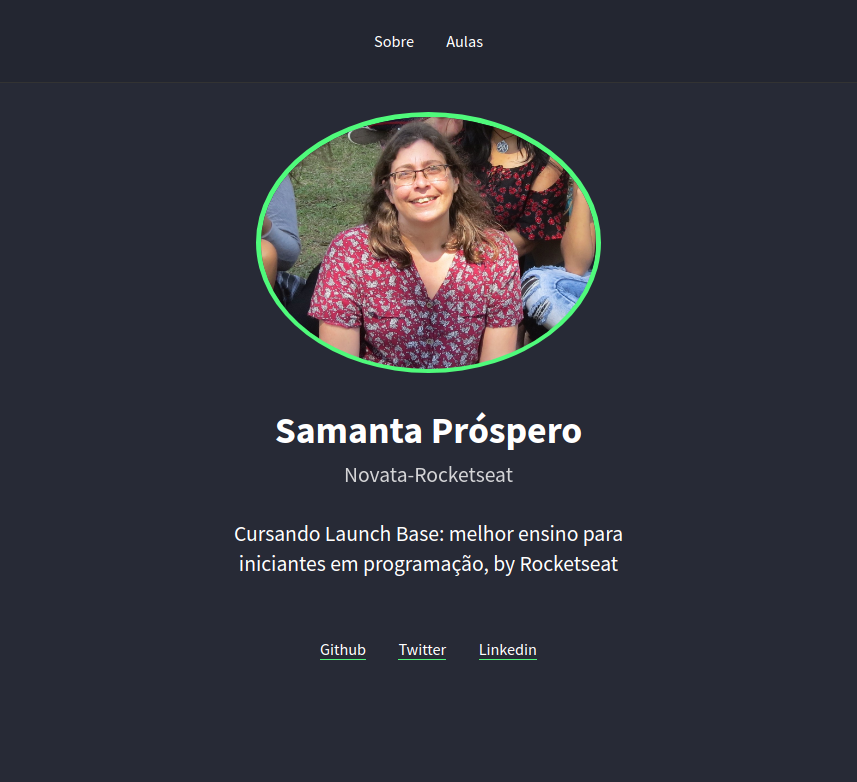 Sobre Aulas
Samanta Próspero
Novata-Rocketseat
Cursando Launch Base: melhor ensino para
iniciantes em programação, by Rocketseat
Github Twitter Linkedin